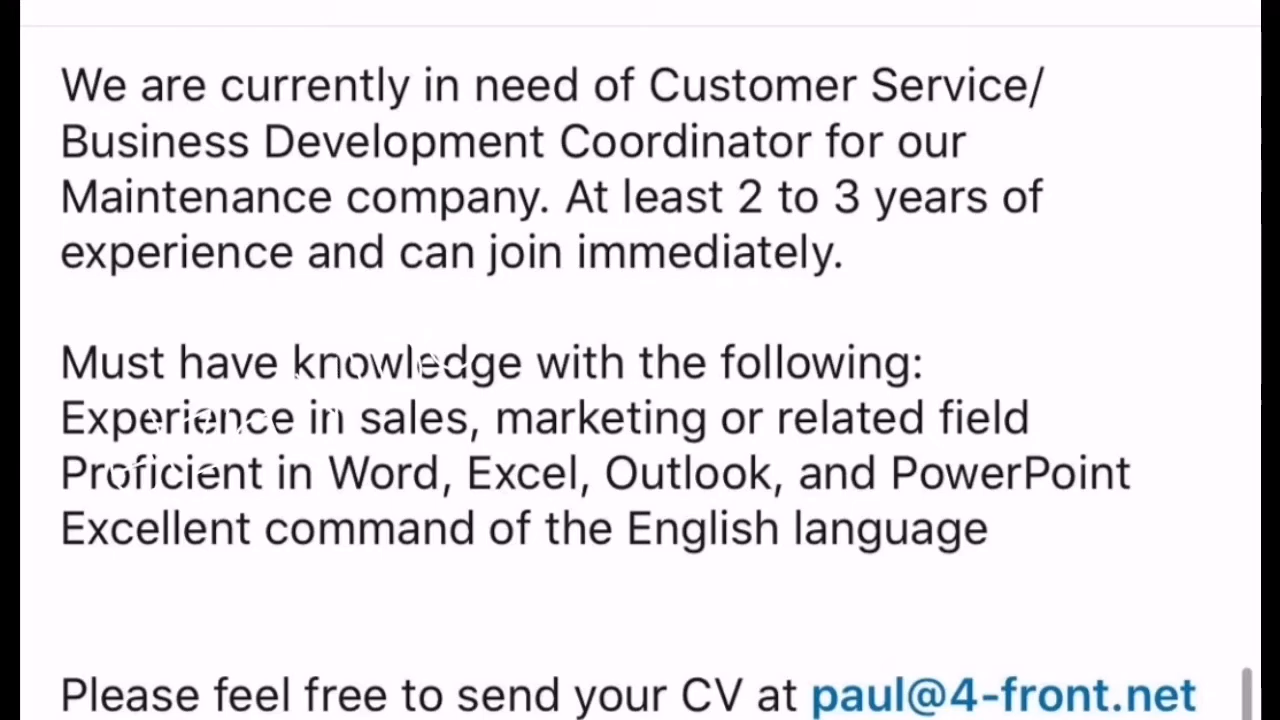 We are currently in need of Customer Service/
Business Development Coordinator for our
Maintenance company. At least 2 to 3 years of
experience and can join immediately.
Must have knowledge with the following:
Experience in sales, marketing or related field
Proficient in Word, Excel, Outlook, and PowerPoint
Excellent command of the English language
Please feel free to send your CV at paul@4-front.net